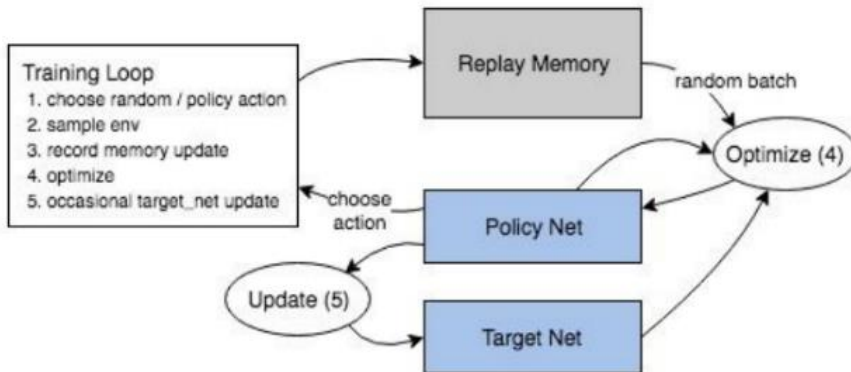 Training Loop
1. choose random / policy action
2. sample env
3. record memory update
4. optimize
5. occasional target_net update
Replay Memory
random batch
Optimize (4)
choose
action
Policy Net
Update (5)
Target Net